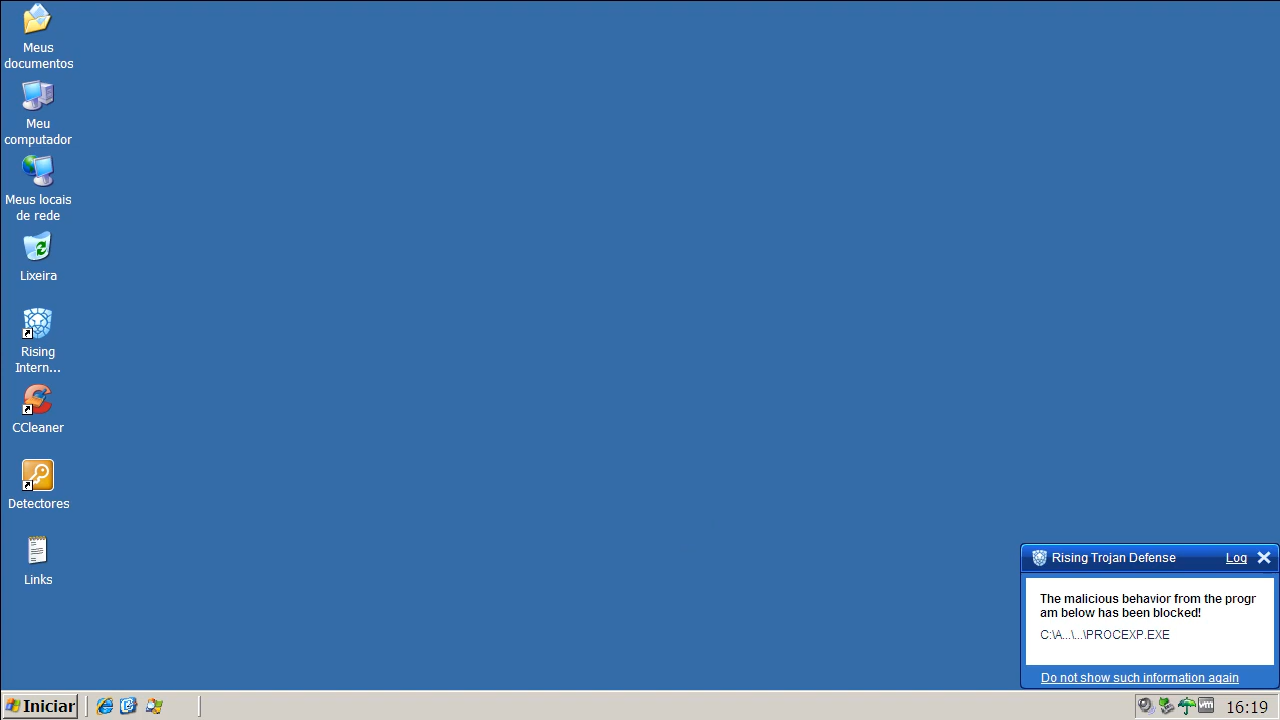 Meus
documentos
Meu
computador
Meus locais
de rede
Lixeira
Rising
Intern...
CCleaner
Detectores
Links
Rising Trojan Defense
Log
The malicious behavior from the progr
am below has been blocked!
C:\A...\...\PROCEXP.EXE
Do not show such information again
Iniciar
16:19